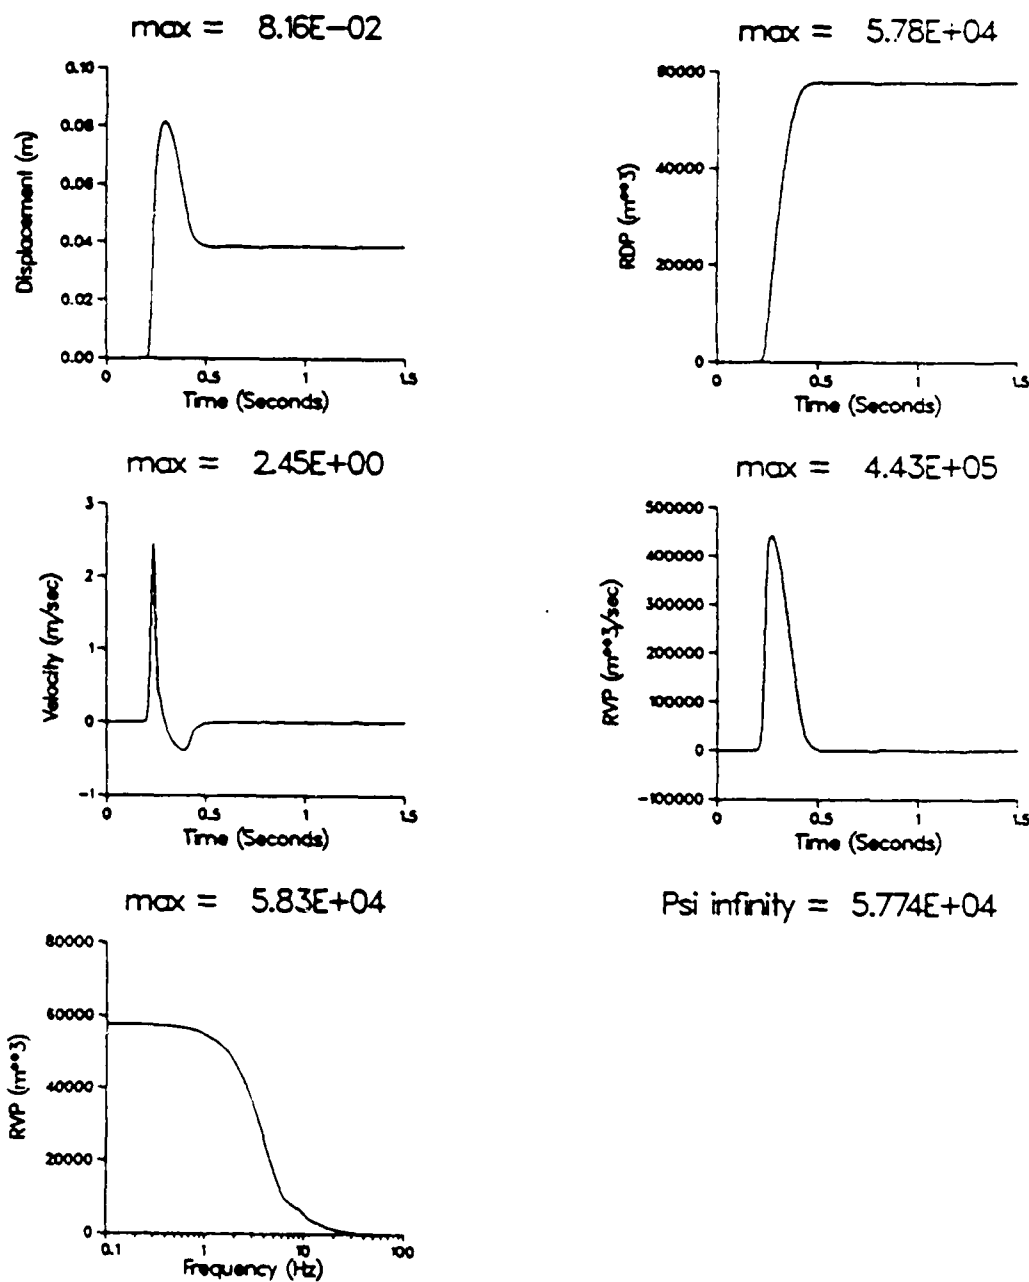 max = 8.16E-02
0.10
0.08
0.06
0.04
0.02
0.00
Displacement (m)
0 0.5 1 1.5
Time (Seconds)
max = 5.78E+04
60000
40000
20000
0
RDP (m**3)
0 0.5 1 1.5
Time (Seconds)
max = 2.45E+00
3
2
1
0
-1
Velocity (m/sec)
0 0.5 1 1.5
Time (Seconds)
max = 4.43E+05
500000
400000
300000
200000
100000
0
-100000
RVP (m**3/sec)
0 0.5 1 1.5
Time (Seconds)
max = 5.83E+04
80000
60000
40000
20000
0
RVP (m**3)
0.1 1 10 100
Frequency (Hz)
Psi infinity = 5.774E+04